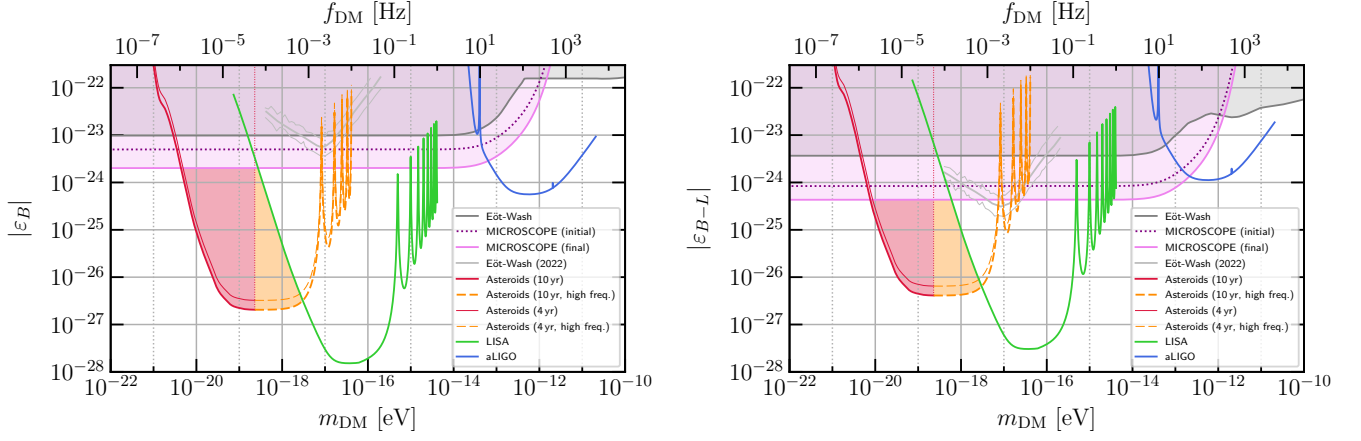 f_DM [Hz]
10^−7 10^−5 10^−3 10^−1 10^1 10^3
10^−22
10^−23
10^−24
10^−25
10^−26
10^−27
10^−28
|ε_B|
Eöt-Wash
MICROSCOPE (initial)
MICROSCOPE (final)
Eöt-Wash (2022)
Asteroids (10 yr)
Asteroids (10 yr, high freq.)
Asteroids (4 yr)
Asteroids (4 yr, high freq.)
LISA
aLIGO
10^−22 10^−20 10^−18 10^−16 10^−14 10^−12 10^−10
m_DM [eV]
f_DM [Hz]
10^−7 10^−5 10^−3 10^−1 10^1 10^3
10^−22
10^−23
10^−24
10^−25
10^−26
10^−27
10^−28
|ε_B−L|
Eöt-Wash
MICROSCOPE (initial)
MICROSCOPE (final)
Eöt-Wash (2022)
Asteroids (10 yr)
Asteroids (10 yr, high freq.)
Asteroids (4 yr)
Asteroids (4 yr, high freq.)
LISA
aLIGO
10^−22 10^−20 10^−18 10^−16 10^−14 10^−12 10^−10
m_DM [eV]